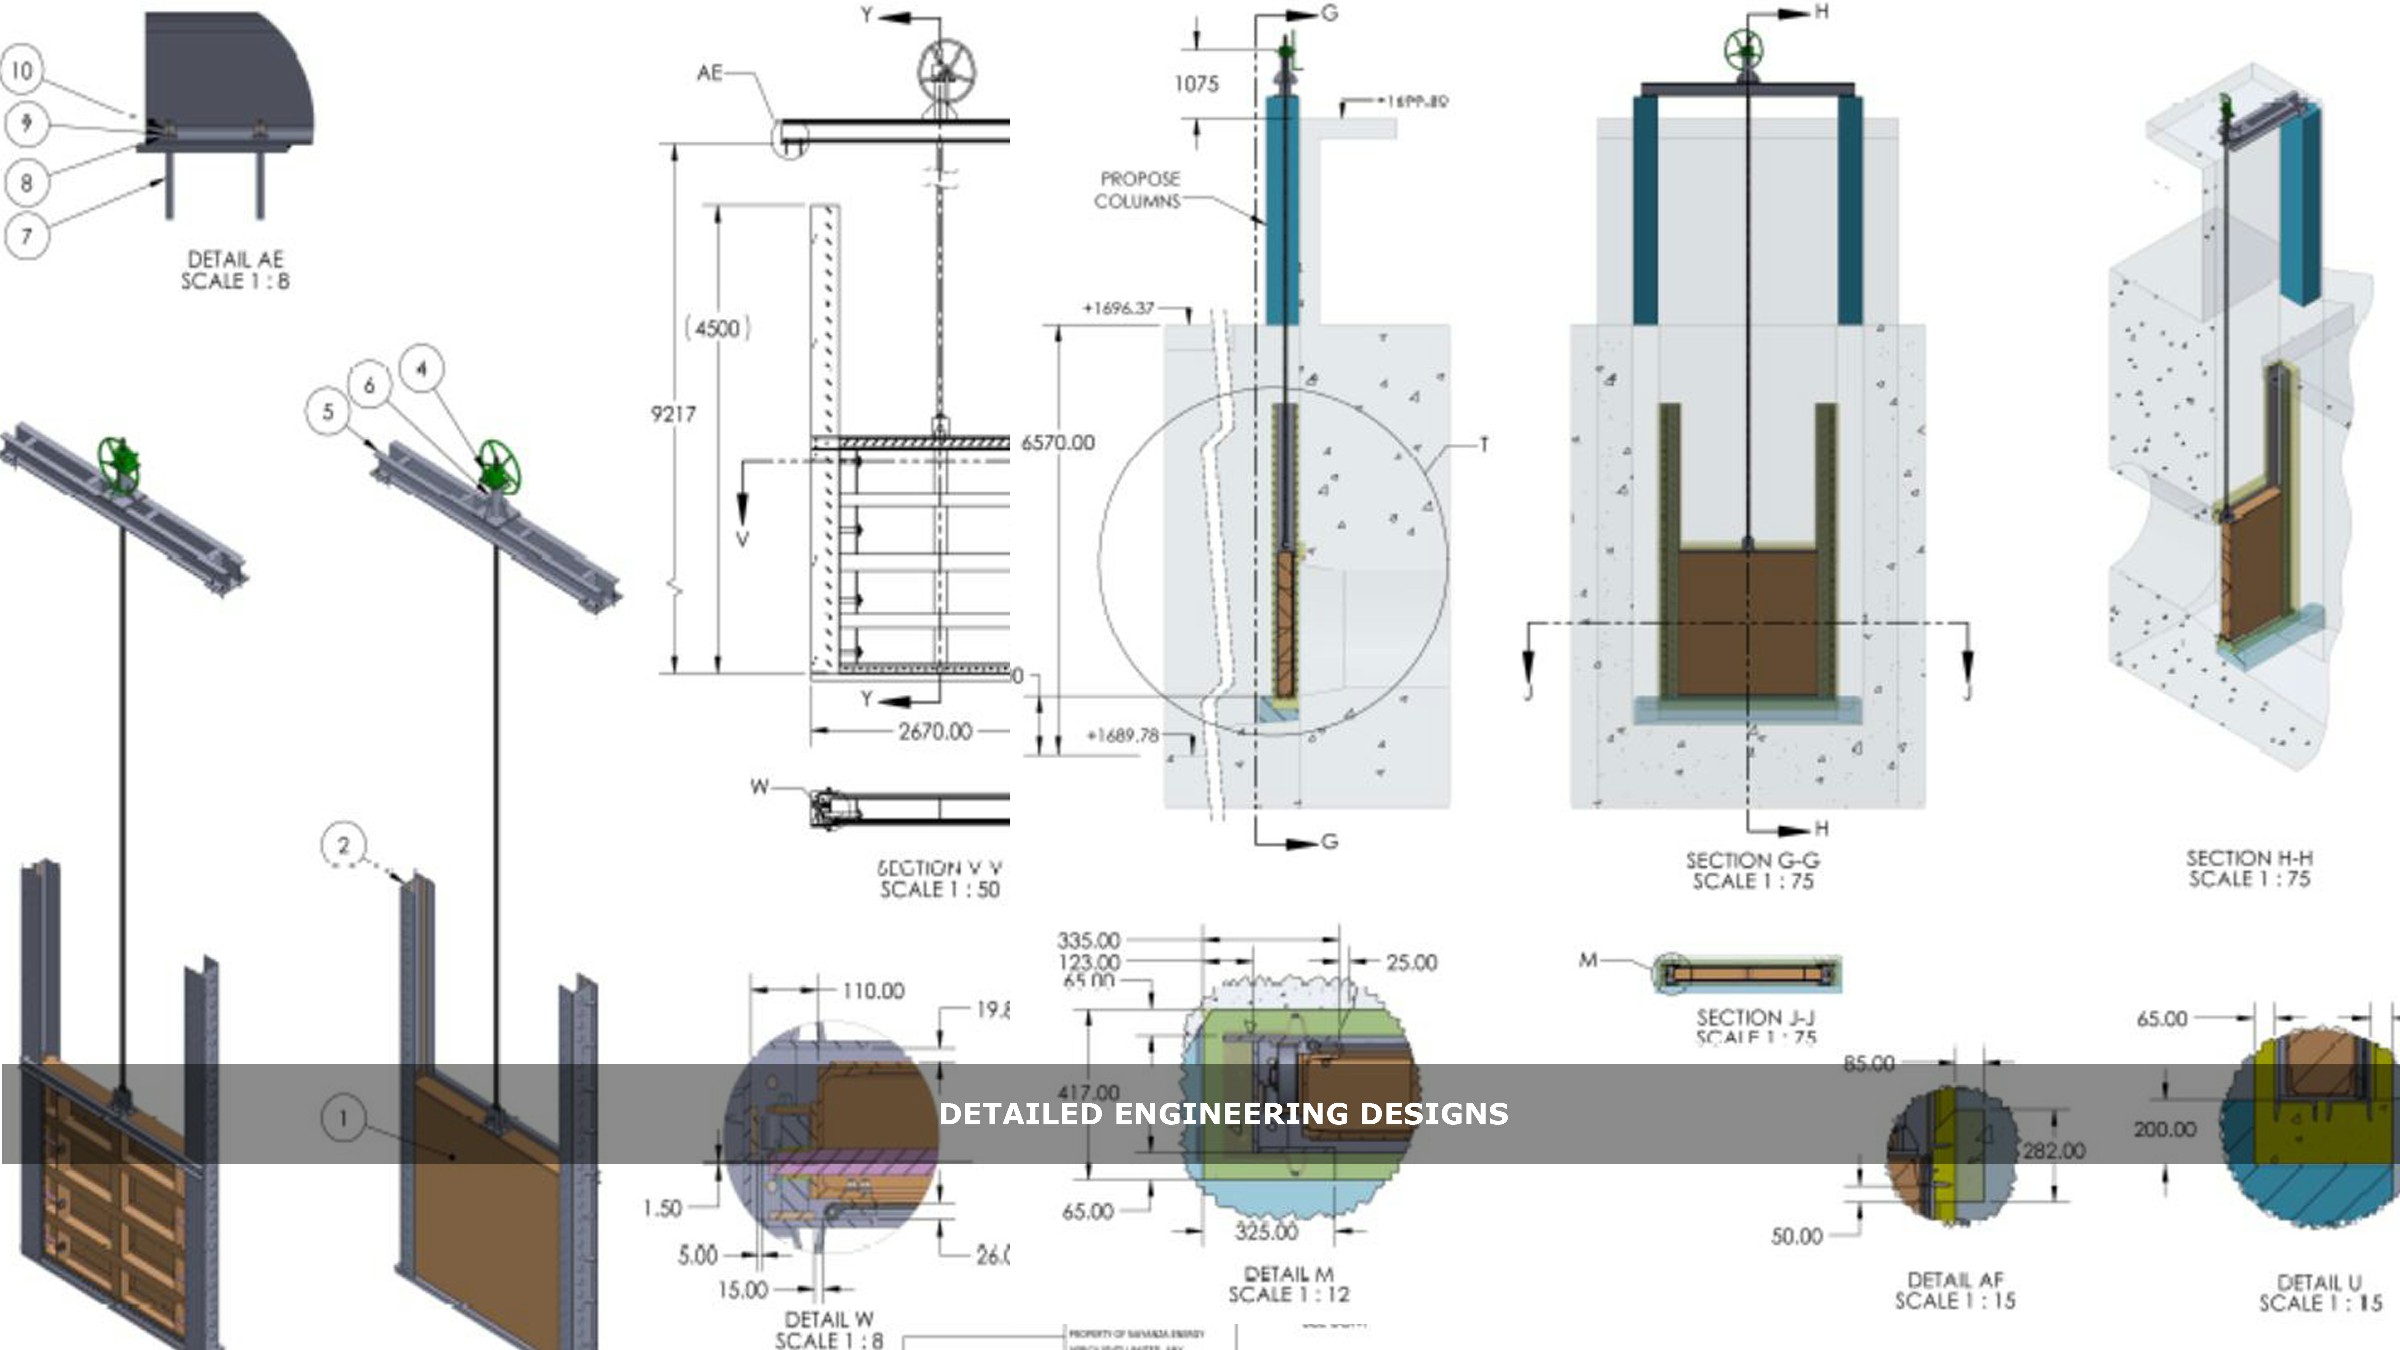 10
9
8
7
DETAIL AE
SCALE 1 : 8
5
6
4
2
1
Y
AE
(4500)
9217
V
Y
2670.00
W
SECTION V V
SCALE 1 : 50
110.00
19.8
1.50
5.00
15.00
26.0
DETAIL W
SCALE 1 : 8
G
1075
PROPOSE
COLUMNS
+1696.37
6570.00
T
0
+1689.78
G
335.00
123.00
65.00
25.00
417.00
65.00
325.00
DETAIL M
SCALE 1 : 12
H
J
J
H
SECTION G-G
SCALE 1 : 75
SECTION H-H
SCALE 1 : 75
M
SECTION J-J
SCALE 1 : 75
85.00
282.00
50.00
DETAIL AF
SCALE 1 : 15
65.00
200.00
DETAIL U
SCALE 1 : 15
DETAILED ENGINEERING DESIGNS
PROPERTY OF ENERGY